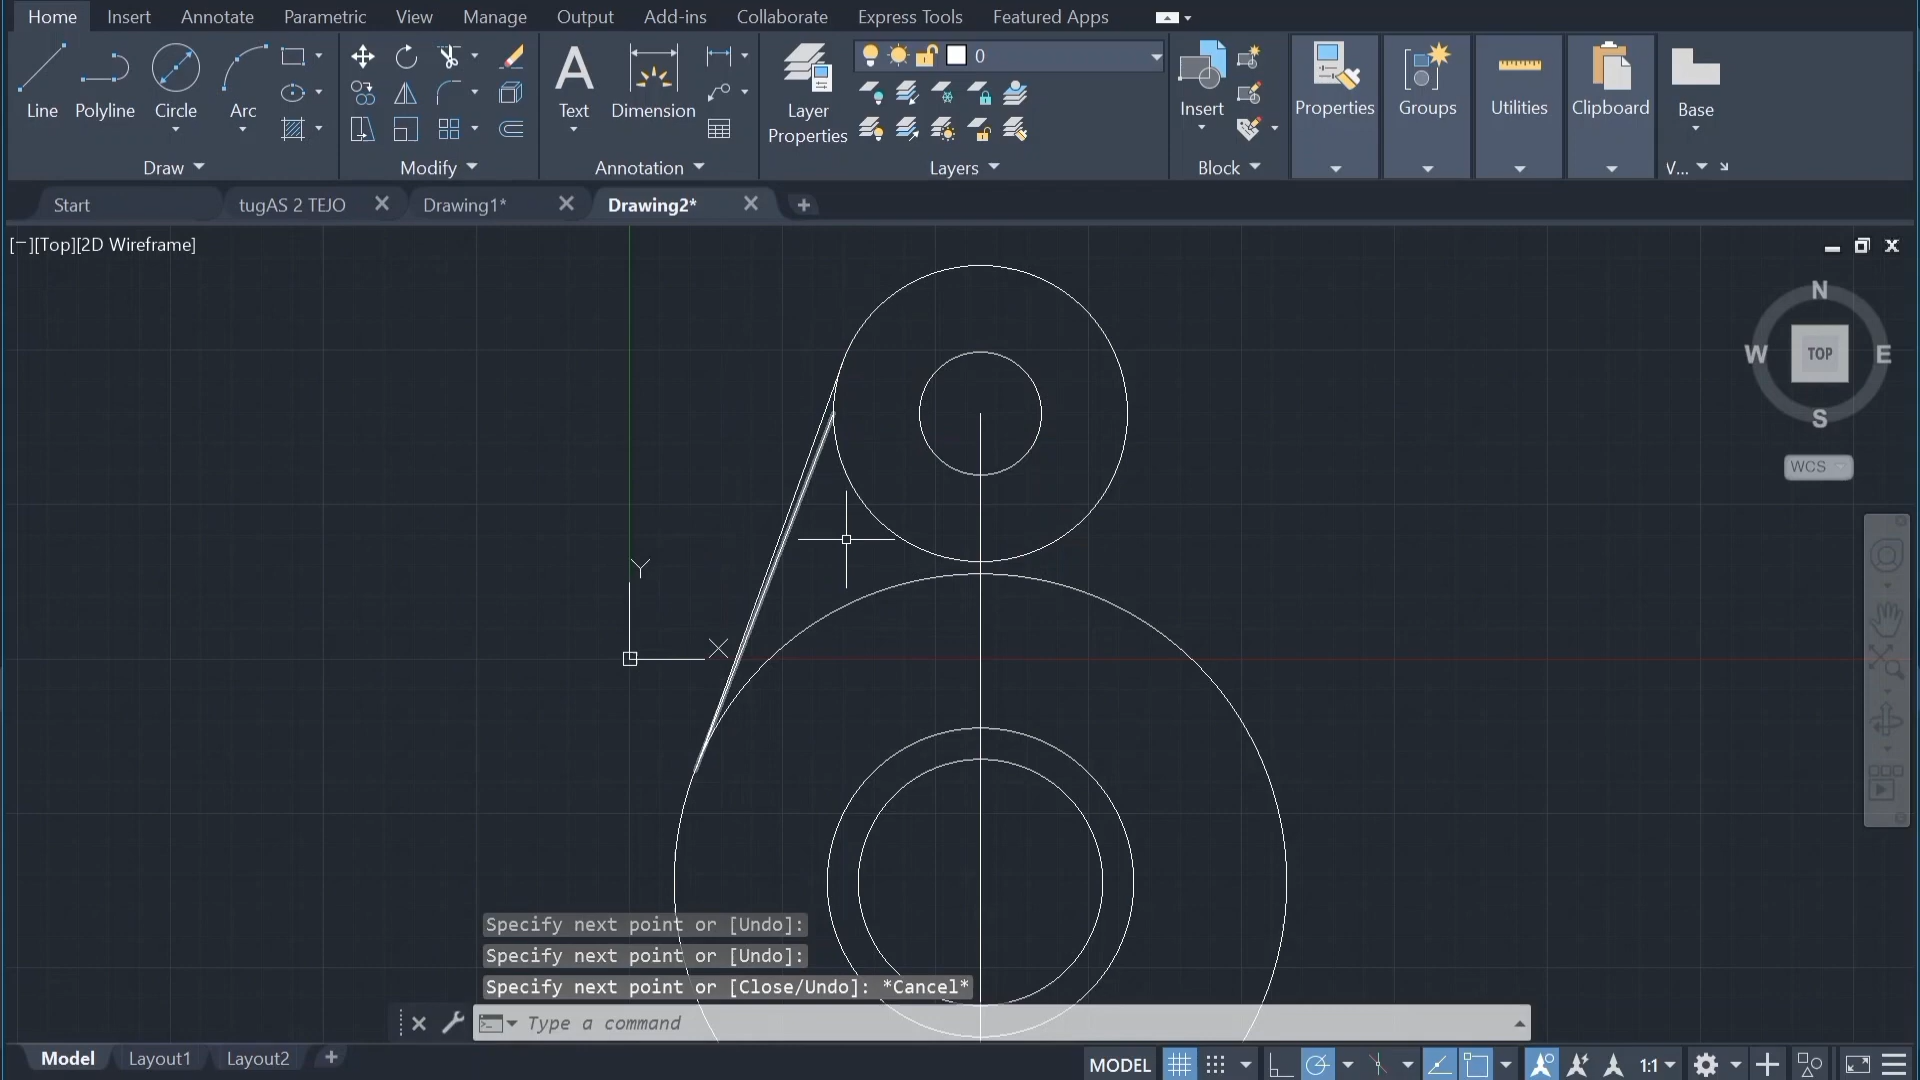 Home Insert Annotate Parametric View Manage Output Add-ins Collaborate Express Tools Featured Apps
Line Polyline Circle Arc Text Dimension Layer Properties 0 Insert Properties Groups Utilities Clipboard Base
Draw Modify Annotation Layers Block V...
Start tugAS 2 TEJO Drawing1* Drawing2*
[−][Top][2D Wireframe]
N
W TOP E
S
WCS
Y
X
Specify next point or [Undo]:
Specify next point or [Undo]:
Specify next point or [Close/Undo]: *Cancel*
Type a command
Model Layout1 Layout2 + MODEL 1:1